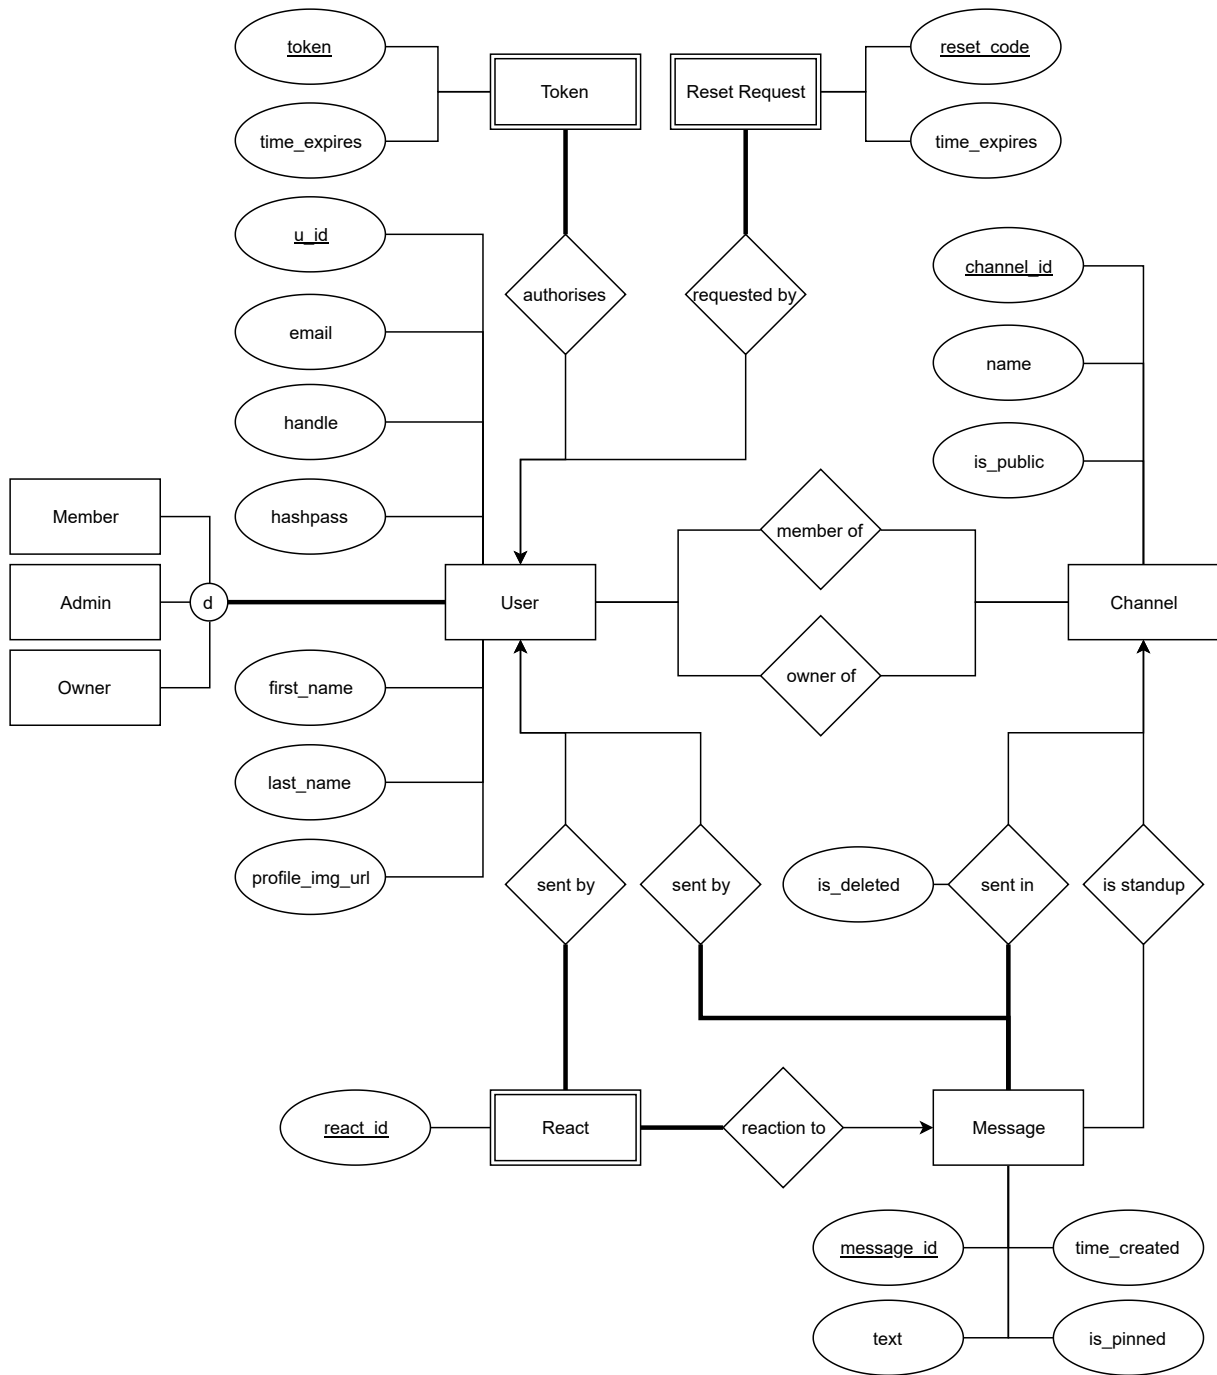 token
Token
Reset Request
reset_code
time_expires
time_expires
u_id
channel_id
authorises
requested by
email
name
handle
is_public
Member
hashpass
member of
Admin
d
User
Channel
Owner
first_name
owner of
last_name
profile_img_url
sent by
sent by
is_deleted
sent in
is standup
react_id
React
reaction to
Message
message_id
time_created
text
is_pinned